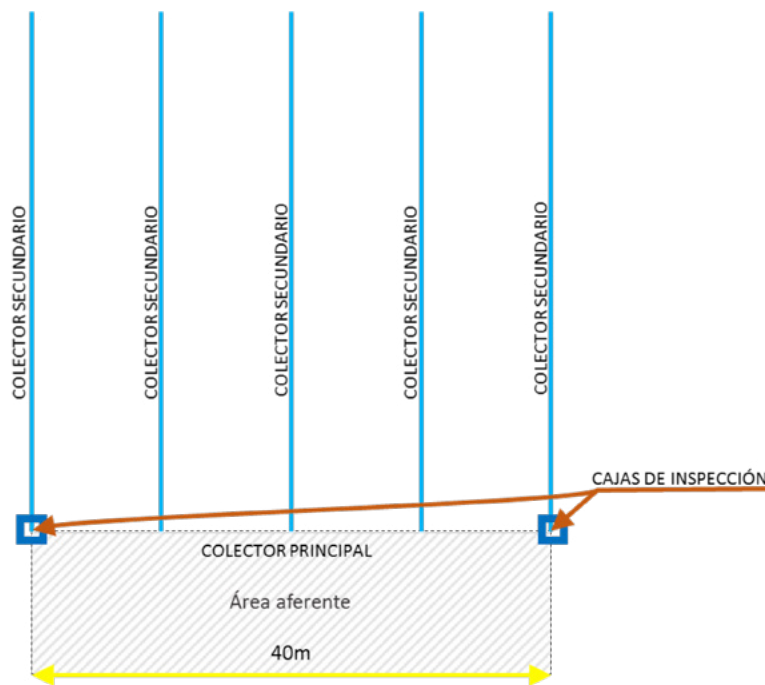 COLECTOR SECUNDARIO
COLECTOR SECUNDARIO
COLECTOR SECUNDARIO
COLECTOR SECUNDARIO
COLECTOR SECUNDARIO
CAJAS DE INSPECCIÓN
COLECTOR PRINCIPAL
Área aferente
40m